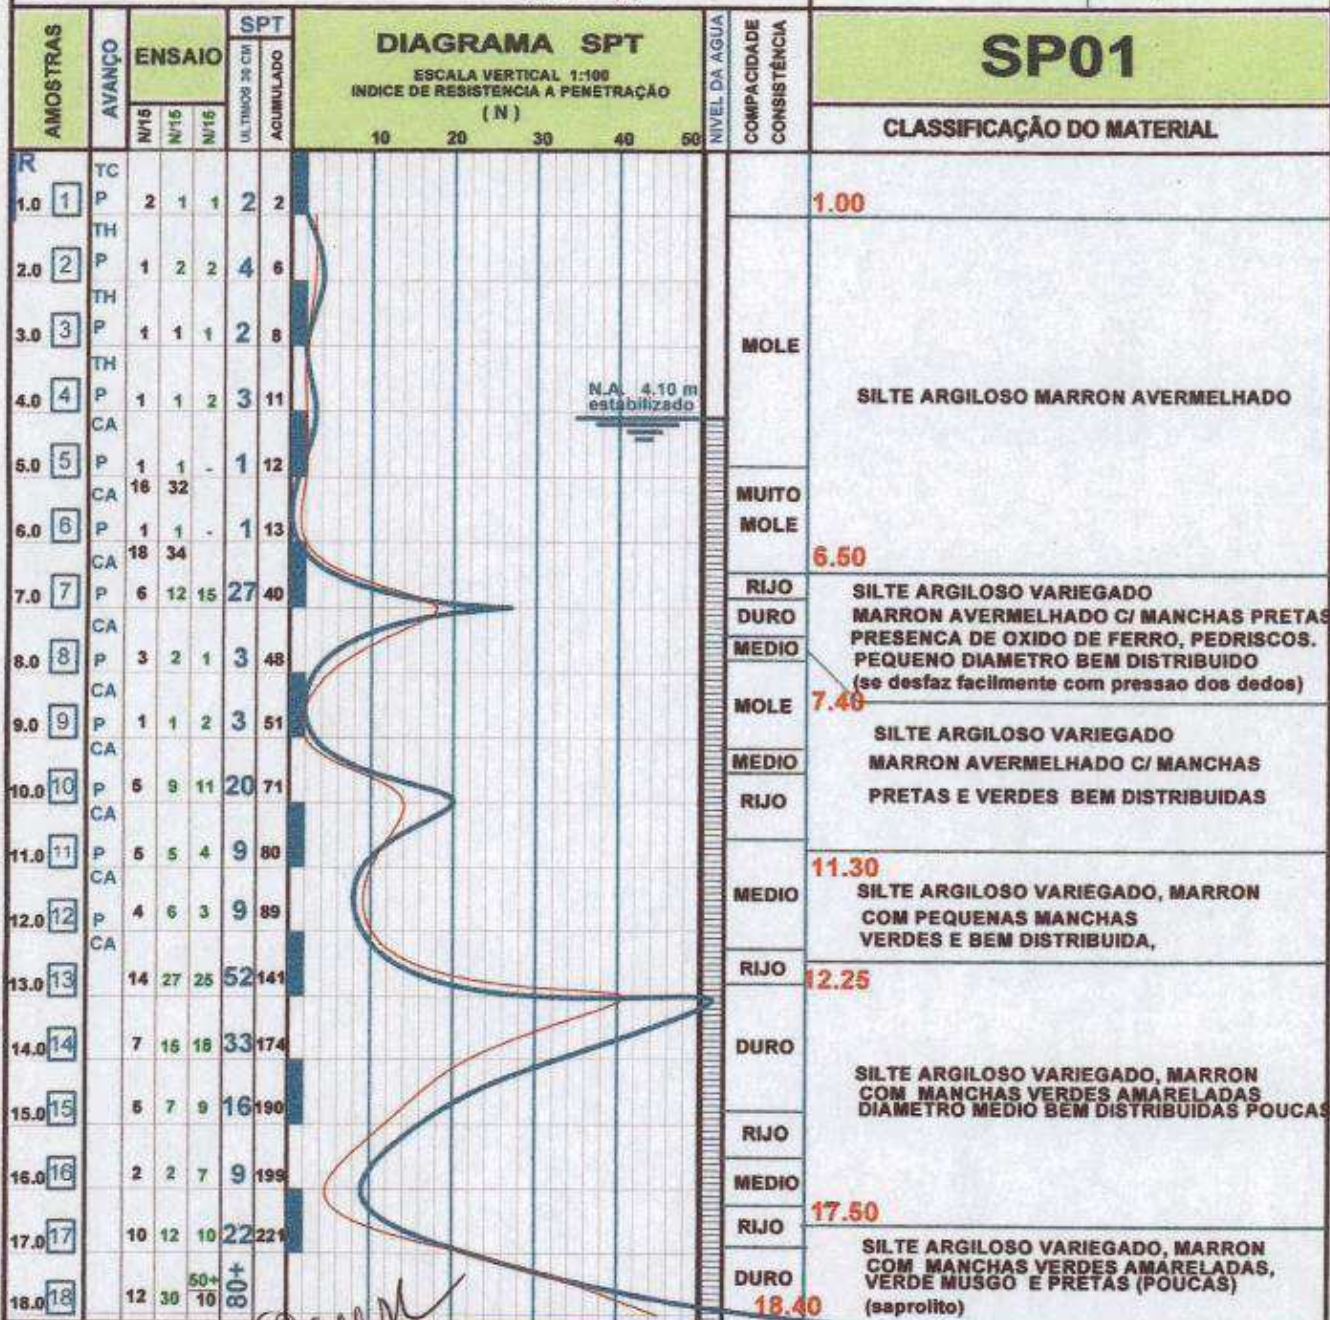 AMOSTRAS
AVANÇO
ENSAIO
N/15 N/15 N/15
SPT
ULTIMOS 30 CM
ACUMULADO
DIAGRAMA SPT
ESCALA VERTICAL 1:100
INDICE DE RESISTENCIA A PENETRAÇÃO
( N )
10 20 30 40 50
NIVEL DA AGUA
COMPACIDADE
CONSISTÊNCIA
SP01
CLASSIFICAÇÃO DO MATERIAL
R TC
1.0 1 P 2 1 1 2 2
TH
2.0 2 P 1 2 2 4 6
TH
3.0 3 P 1 1 1 2 8
TH
4.0 4 P 1 1 2 3 11
CA
5.0 5 P 1 1 - 1 12
16 32
CA
6.0 6 P 1 1 - 1 13
18 34
CA
7.0 7 P 6 12 15 27 40
CA
8.0 8 P 3 2 1 3 48
CA
9.0 9 P 1 1 2 3 51
CA
10.0 10 P 5 9 11 20 71
CA
11.0 11 P 5 5 4 9 80
CA
12.0 12 P 4 6 3 9 89
CA
13.0 13 14 27 25 52 141
14.0 14 7 15 18 33 174
15.0 15 6 7 9 16 190
16.0 16 2 2 7 9 199
17.0 17 10 12 10 22 221
50+
18.0 18 12 30 10 80+
N.A. 4.10 m
estabilizado
MOLE
MUITO
MOLE
RIJO
DURO
MEDIO
MOLE
MEDIO
RIJO
MEDIO
RIJO
DURO
RIJO
MEDIO
RIJO
DURO
1.00
SILTE ARGILOSO MARRON AVERMELHADO
6.50
SILTE ARGILOSO VARIEGADO
MARRON AVERMELHADO C/ MANCHAS PRETAS
PRESENCA DE OXIDO DE FERRO, PEDRISCOS.
PEQUENO DIAMETRO BEM DISTRIBUIDO
(se desfaz facilmente com pressao dos dedos)
7.40
SILTE ARGILOSO VARIEGADO
MARRON AVERMELHADO C/ MANCHAS
PRETAS E VERDES BEM DISTRIBUIDAS
11.30
SILTE ARGILOSO VARIEGADO, MARRON
COM PEQUENAS MANCHAS
VERDES E BEM DISTRIBUIDA,
12.25
SILTE ARGILOSO VARIEGADO, MARRON
COM MANCHAS VERDES AMARELADAS
DIAMETRO MEDIO BEM DISTRIBUIDAS POUCAS
17.50
SILTE ARGILOSO VARIEGADO, MARRON
COM MANCHAS VERDES AMARELADAS,
VERDE MUSGO E PRETAS (POUCAS)
18.40 (saprolito)